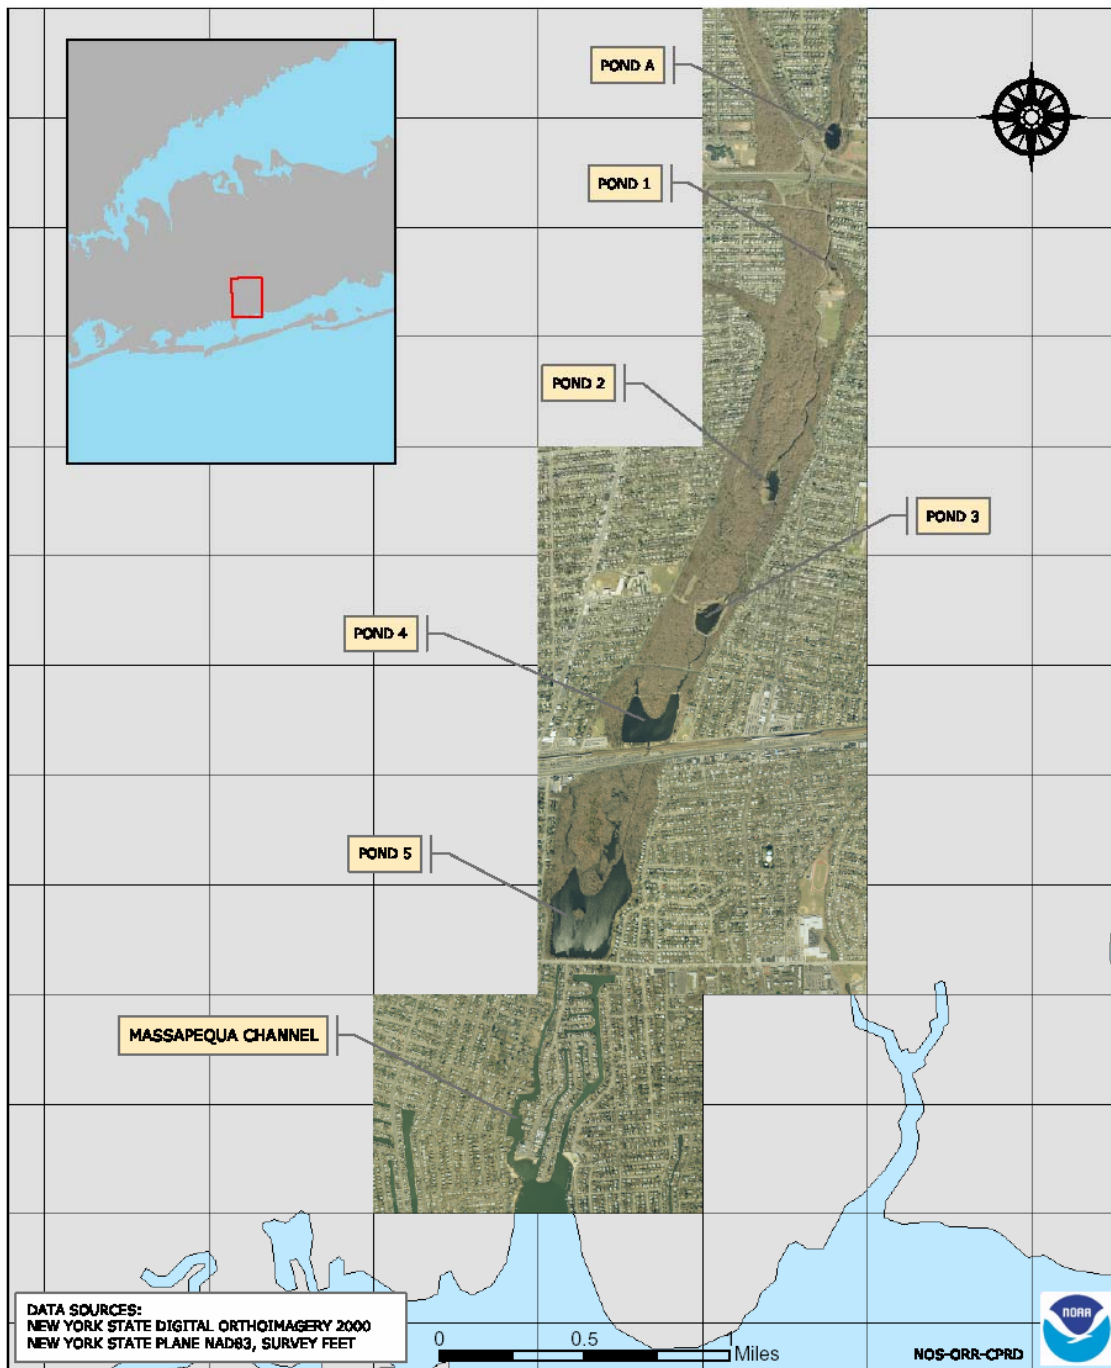 POND A
POND 1
POND 2
POND 3
POND 4
POND 5
MASSAPEQUA CHANNEL
DATA SOURCES:
NEW YORK STATE DIGITAL ORTHOIMAGERY 2000
NEW YORK STATE PLANE NAD83, SURVEY FEET
0 0.5 1 Miles
NOS-ORR-CPRD
NOAA